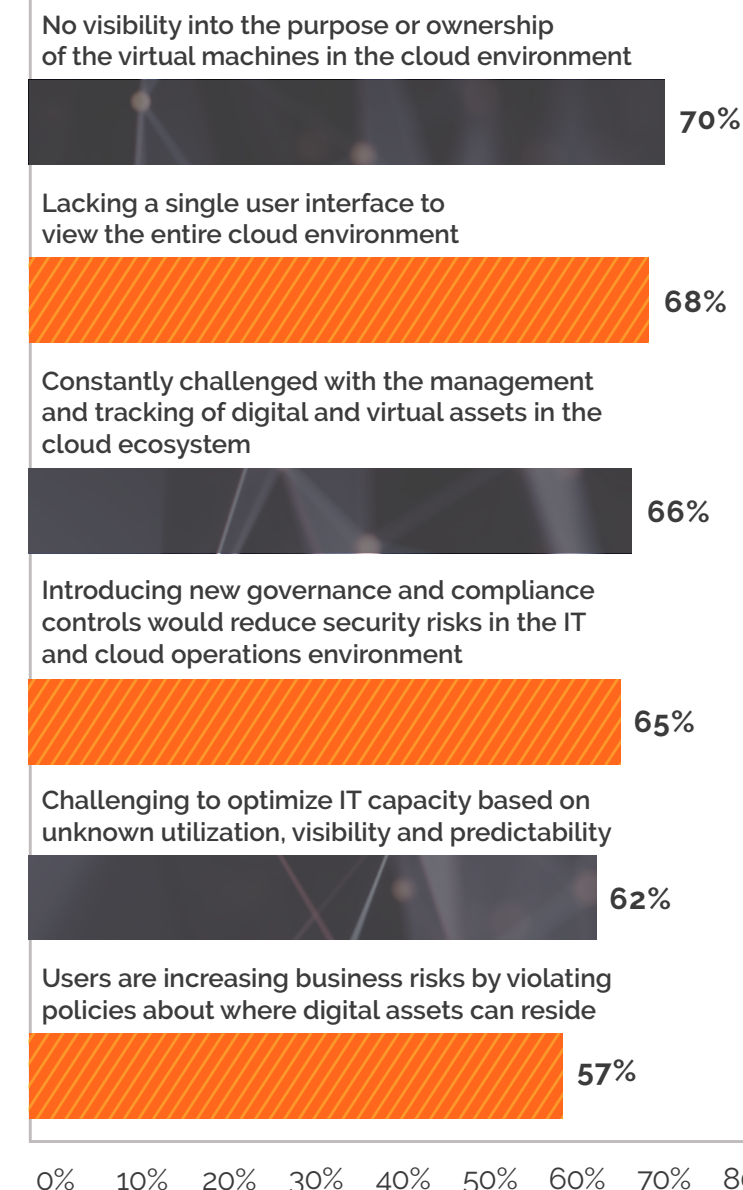 No visibility into the purpose or ownership
of the virtual machines in the cloud environment
70%
Lacking a single user interface to
view the entire cloud environment
68%
Constantly challenged with the management
and tracking of digital and virtual assets in the
cloud ecosystem
66%
Introducing new governance and compliance
controls would reduce security risks in the IT
and cloud operations environment
65%
Challenging to optimize IT capacity based on
unknown utilization, visibility and predictability
62%
Users are increasing business risks by violating
policies about where digital assets can reside
57%
0% 10% 20% 30% 40% 50% 60% 70%